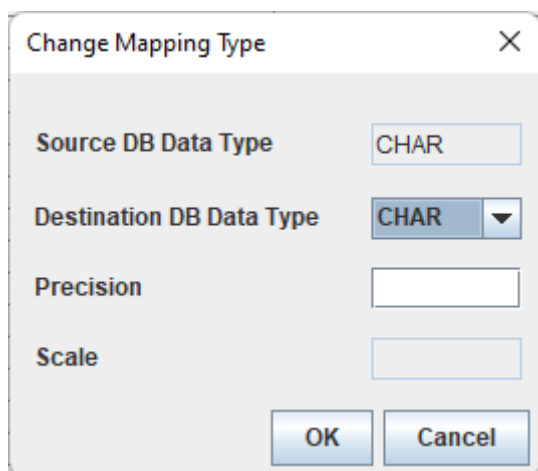 Change Mapping Type
Source DB Data Type CHAR
Destination DB Data Type CHAR
Precision
Scale
OK Cancel